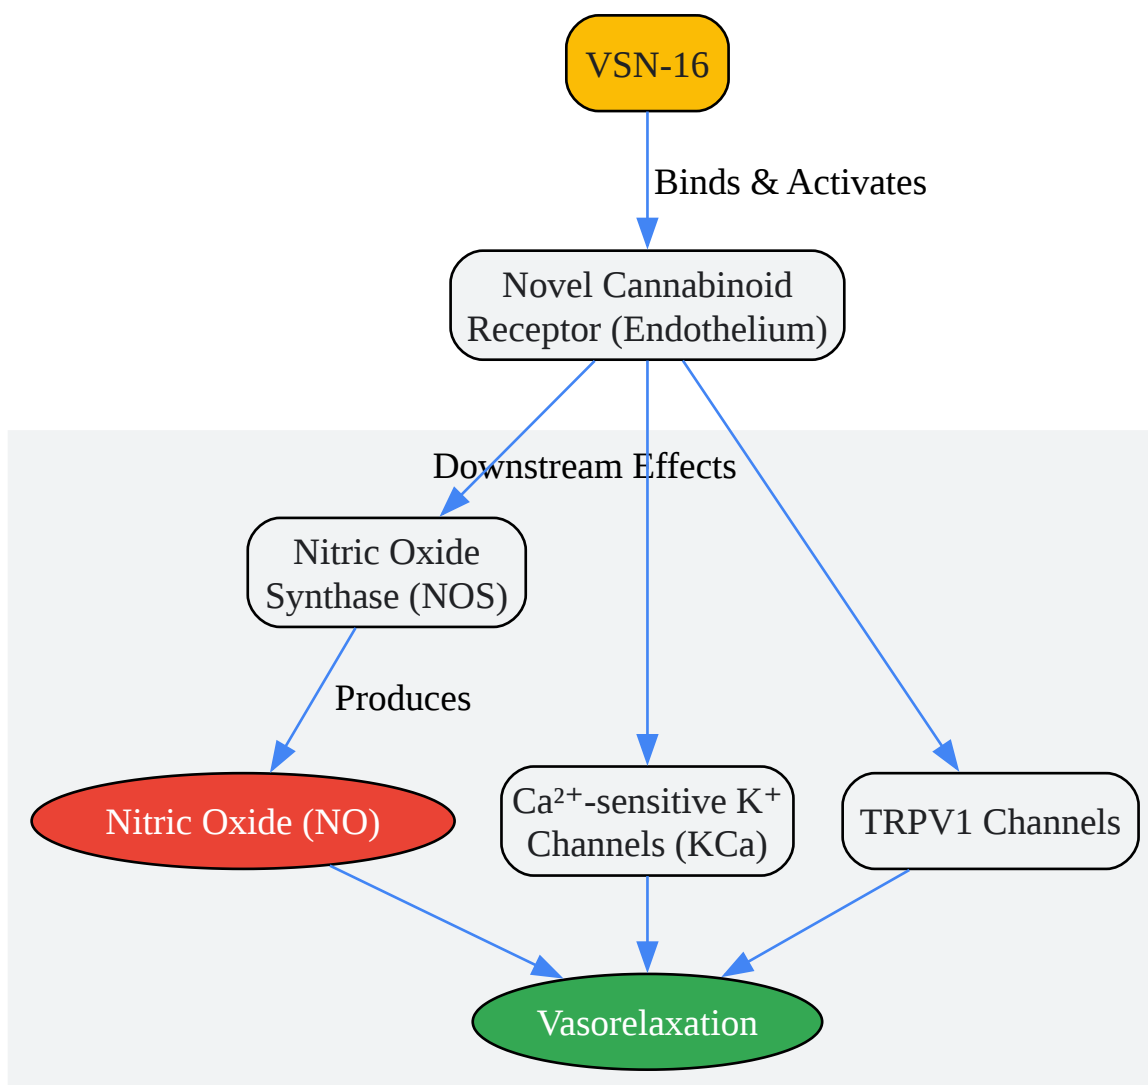 VSN-16
Binds & Activates
Novel Cannabinoid
Receptor (Endothelium)
Downstream Effects
Nitric Oxide
Synthase (NOS)
Produces
Nitric Oxide (NO)
Ca²⁺-sensitive K⁺
Channels (KCa)
TRPV1 Channels
Vasorelaxation